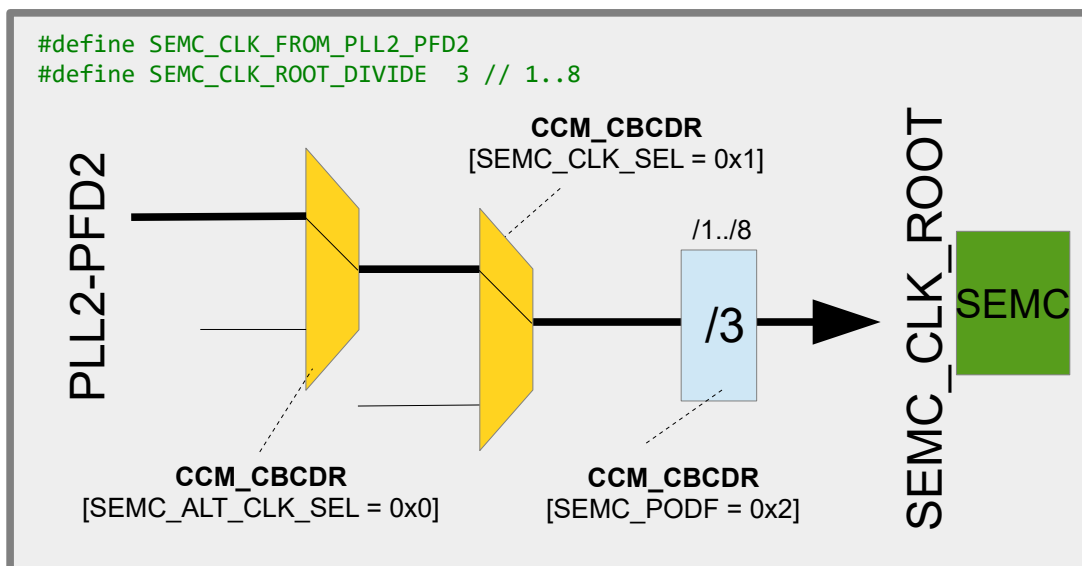 #define SEMC_CLK_FROM_PLL2_PFD2
#define SEMC_CLK_ROOT_DIVIDE  3 // 1..8
CCM_CBCDR
[SEMC_CLK_SEL = 0x1]
PLL2-PFD2
/1../8
/3
SEMC_CLK_ROOT
SEMC
CCM_CBCDR
[SEMC_ALT_CLK_SEL = 0x0]
CCM_CBCDR
[SEMC_PODF = 0x2]